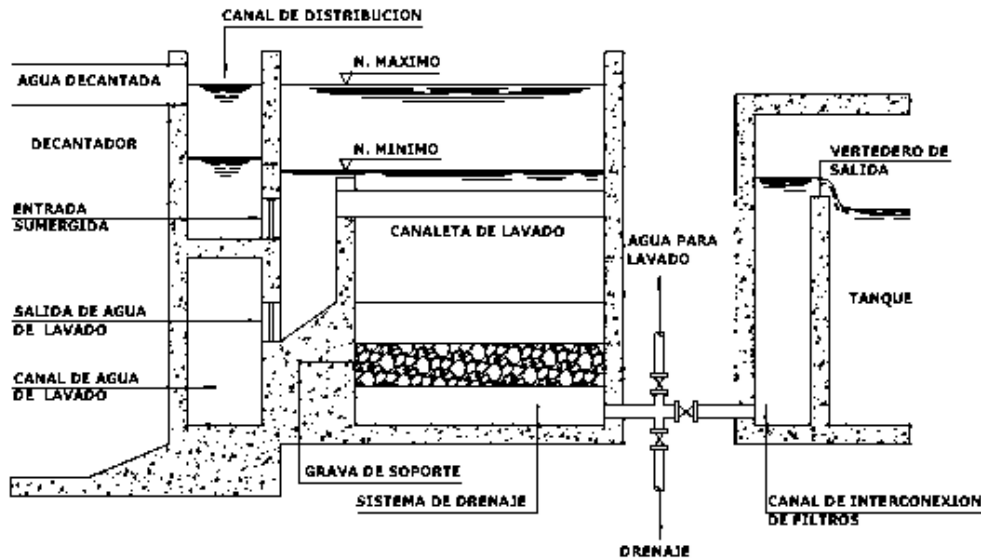 CANAL DE DISTRIBUCION
N. MAXIMO
AGUA DECANTADA
DECANTADOR
N. MINIMO
VERTEDERO DE
SALIDA
ENTRADA
SUMERGIDA
CANALETA DE LAVADO
AGUA PARA
LAVADO
TANQUE
SALIDA DE AGUA
DE LAVADO
CANAL DE AGUA
DE LAVADO
GRAVA DE SOPORTE
SISTEMA DE DRENAJE
CANAL DE INTERCONEXION
DE FILTROS
DRENAJE